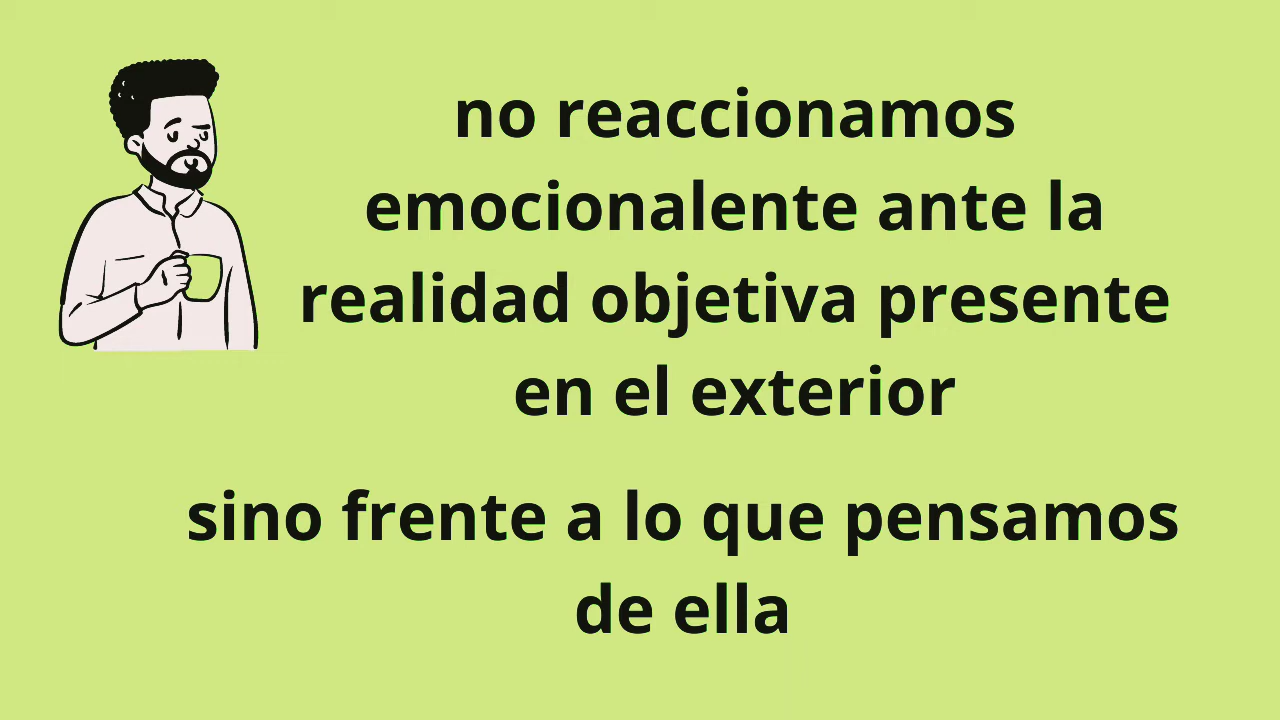 no reaccionamos
emocionalente ante la
realidad objetiva presente
en el exterior
sino frente a lo que pensamos
de ella